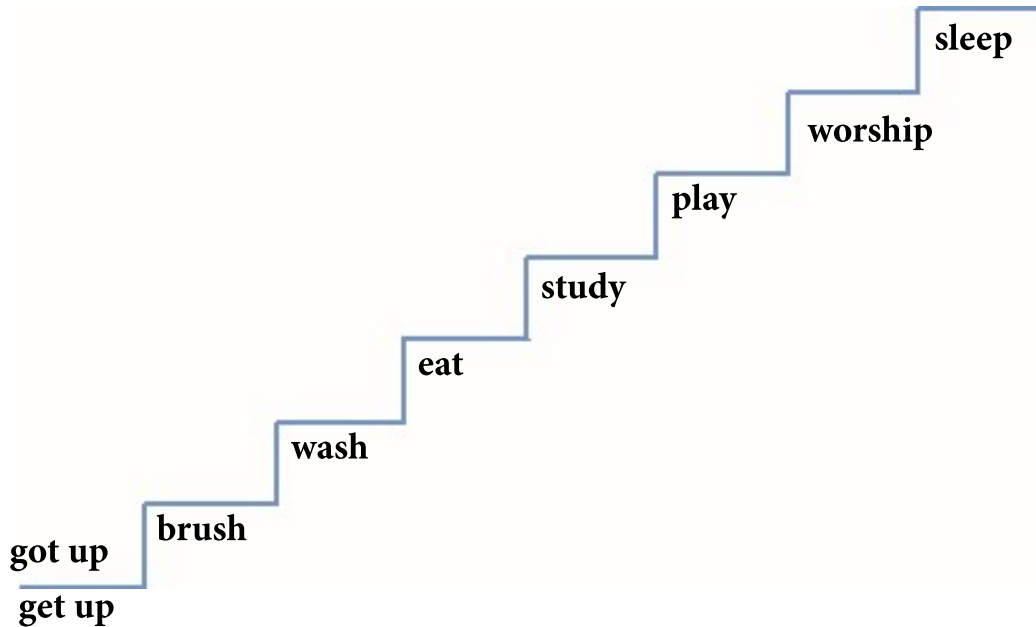 sleep
worship
play
study
eat
wash
brush
got up
get up